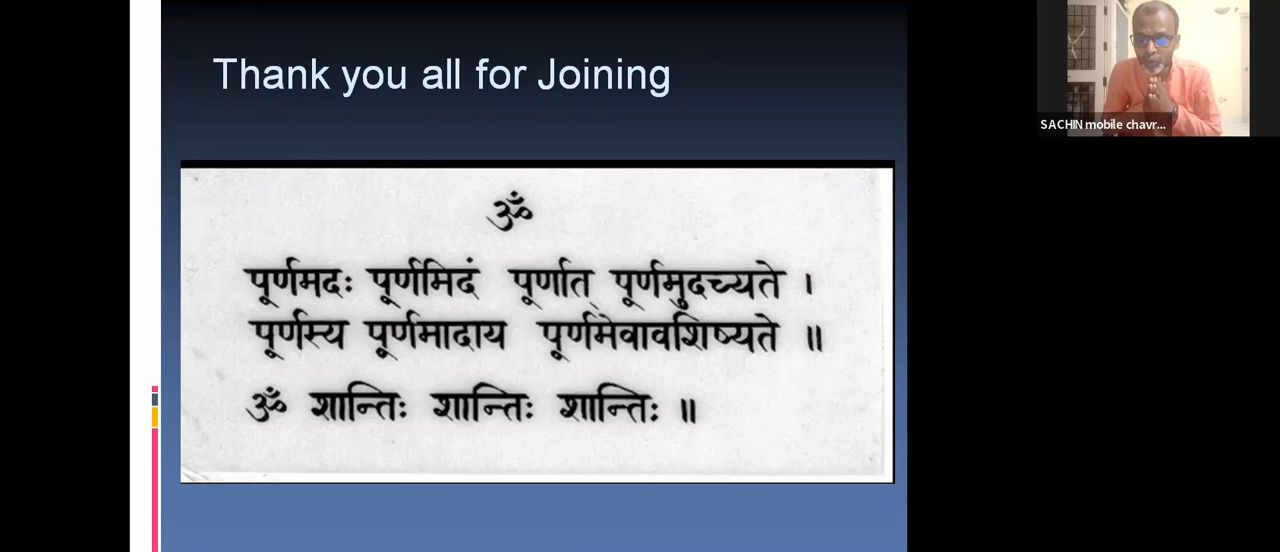 Thank you all for Joining
SACHIN mobile chavr...
ॐ
पूर्णमदः पूर्णमिदं पूर्णात् पूर्णमुदच्यते ।
पूर्णस्य पूर्णमादाय पूर्णमेवावशिष्यते ॥
ॐ शान्तिः शान्तिः शान्तिः ॥